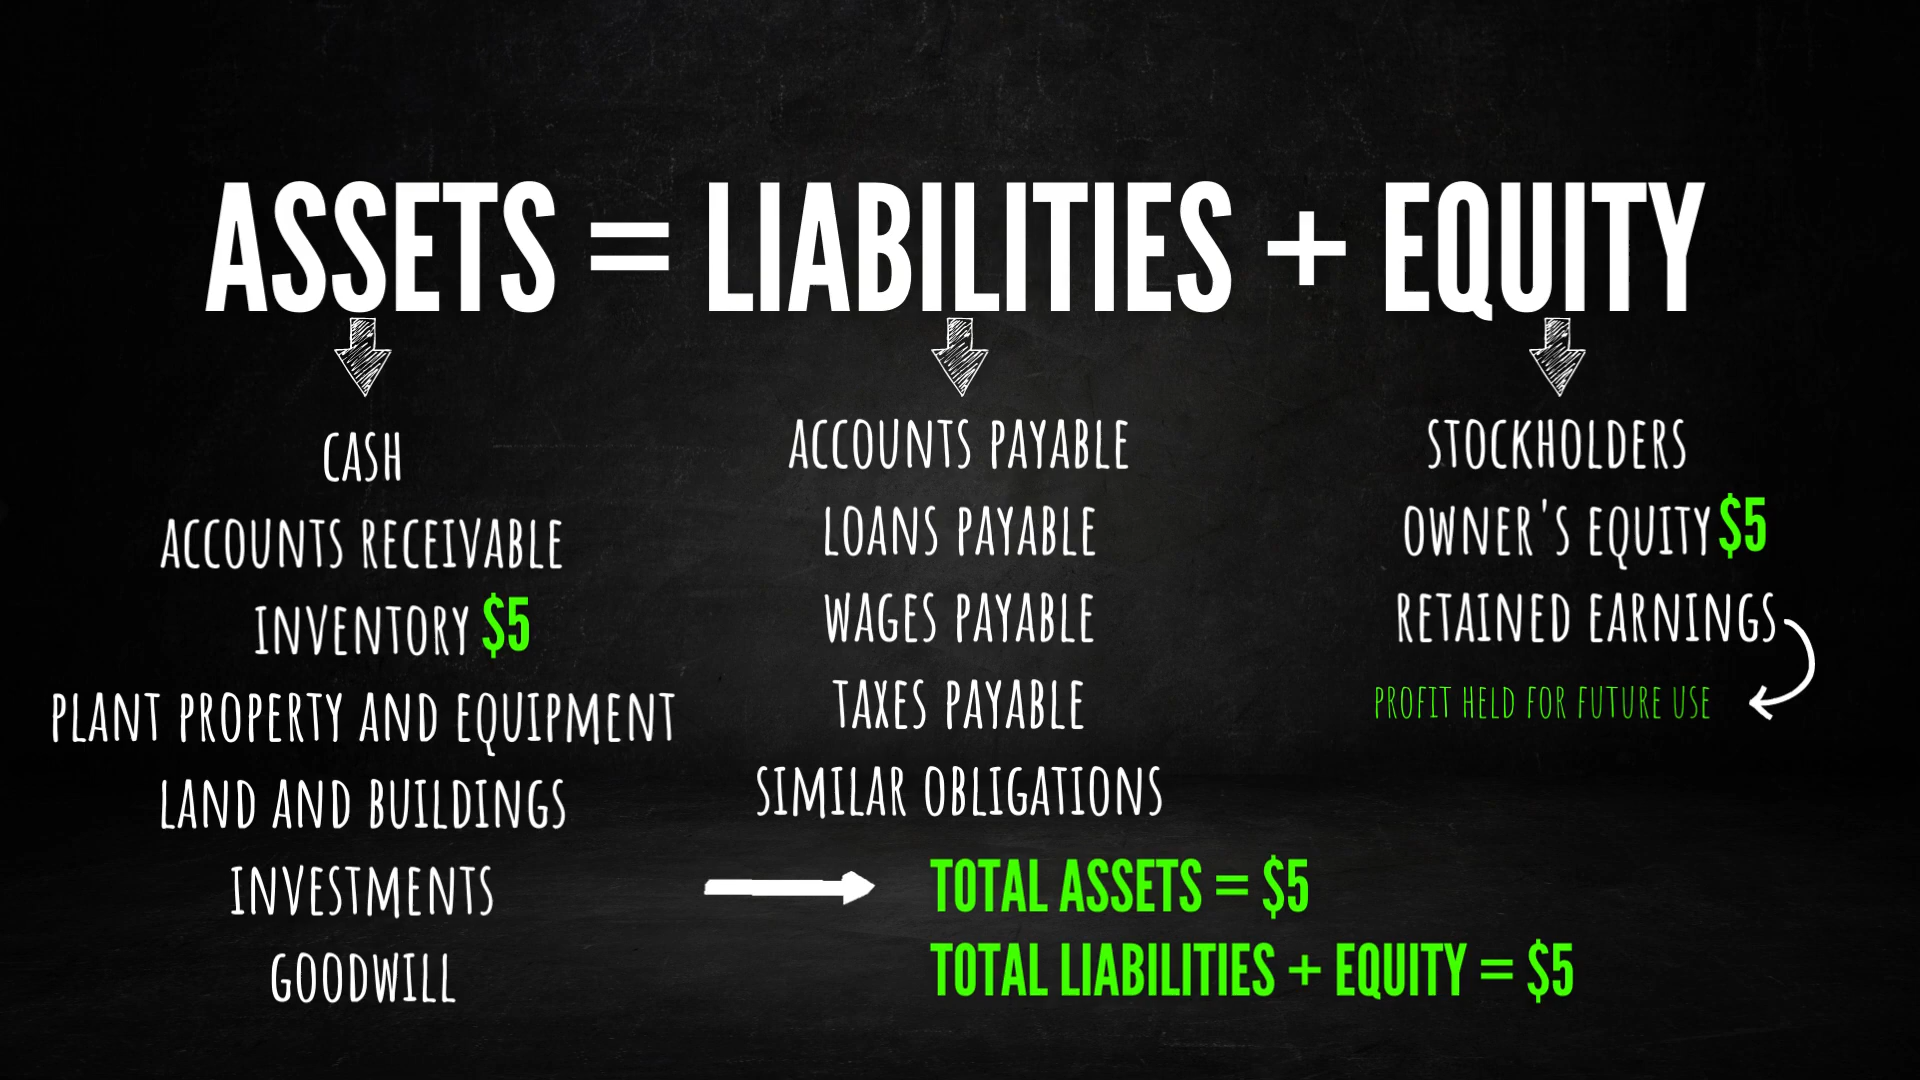 ASSETS = LIABILITIES + EQUITY
CASH
ACCOUNTS RECEIVABLE
INVENTORY $5
PLANT PROPERTY AND EQUIPMENT
LAND AND BUILDINGS
INVESTMENTS
GOODWILL
ACCOUNTS PAYABLE
LOANS PAYABLE
WAGES PAYABLE
TAXES PAYABLE
SIMILAR OBLIGATIONS
STOCKHOLDERS
OWNER'S EQUITY $5
RETAINED EARNINGS
PROFIT HELD FOR FUTURE USE
TOTAL ASSETS = $5
TOTAL LIABILITIES + EQUITY = $5